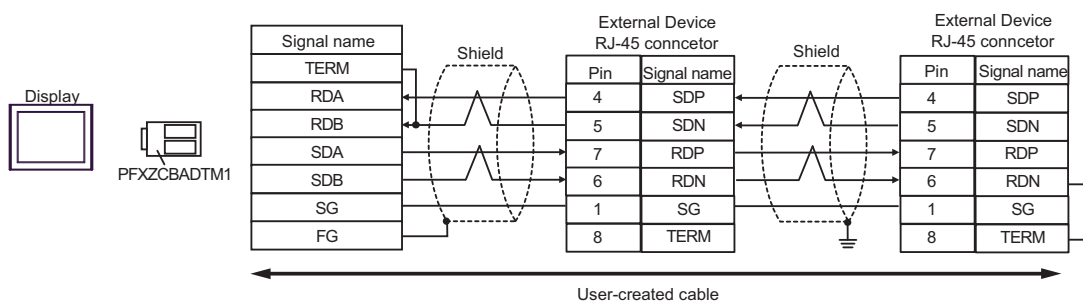 External Device
RJ-45 conncetor
External Device
RJ-45 conncetor
Display
PFXZCBADTM1
Signal name
TERM
RDA
RDB
SDA
SDB
SG
FG
Shield
Pin Signal name
4 SDP
5 SDN
7 RDP
6 RDN
1 SG
8 TERM
Shield
Pin Signal name
4 SDP
5 SDN
7 RDP
6 RDN
1 SG
8 TERM
User-created cable